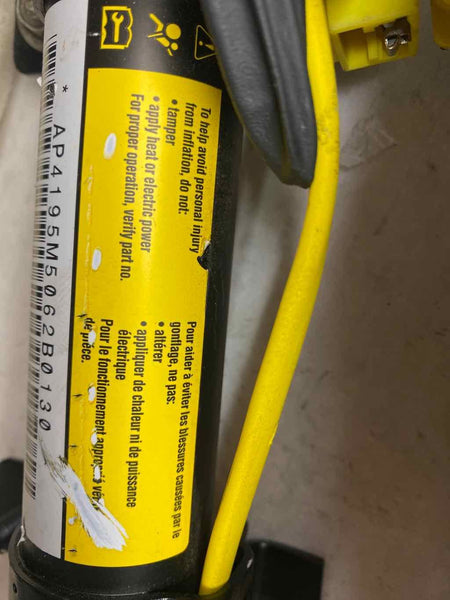 To help avoid personal injury
from inflation, do not:
• tamper
• apply heat or electric power
For proper operation, verify part no.
Pour aider à éviter les blessures causées par le
gonflage, ne pas:
• altérer
• appliquer de chaleur ni de puissance
électrique
Pour le fonctionnement
de pièce.
* AP4195M5062B0130